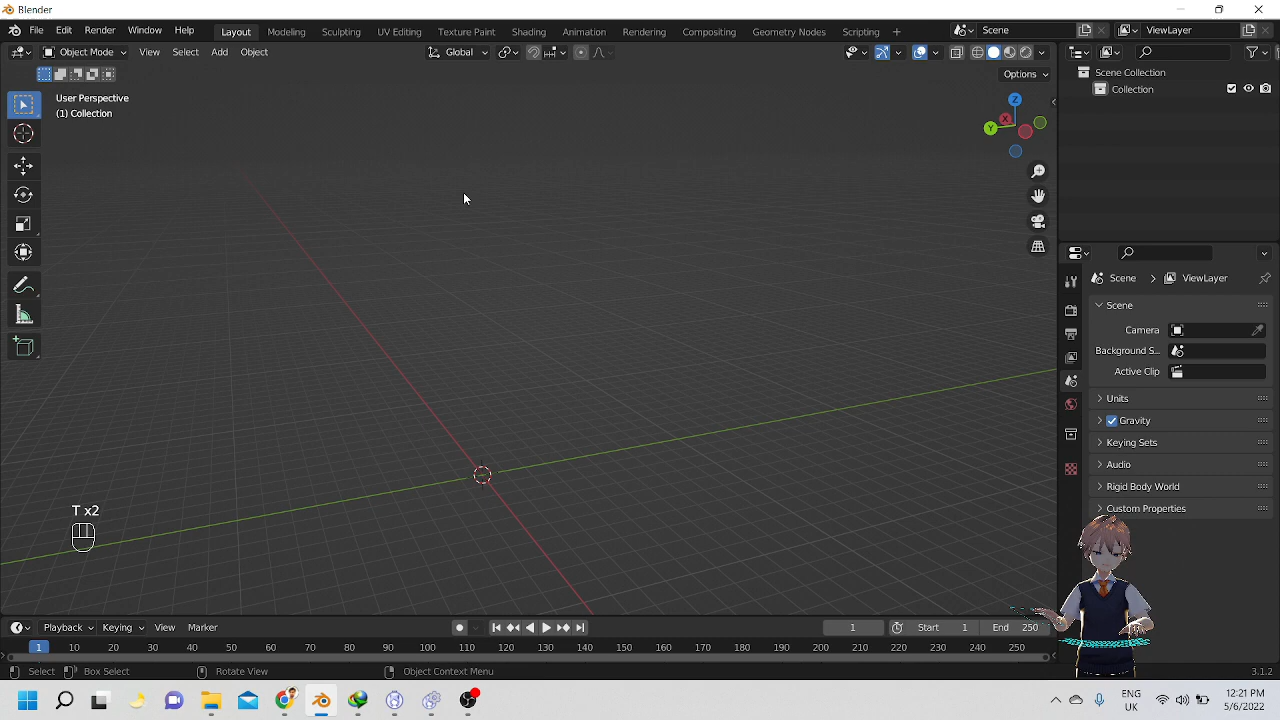 Blender
File Edit Render Window Help Layout Modeling Sculpting UV Editing Texture Paint Shading Animation Rendering Compositing Geometry Nodes Scripting Scene ViewLayer
Object Mode View Select Add Object Global
Options
Scene Collection
Collection
User Perspective
(1) Collection
Z
X
Y
Scene ViewLayer
Scene
Camera
Background S...
Active Clip
Units
Gravity
Keying Sets
Audio
Rigid Body World
Custom Properties
T x2
Playback Keying View Marker 1 Start 1 End 250
1 10 20 30 40 50 60 70 80 90 100 110 120 130 140 150 160 170 180 190 200 210 220 230 240 250
Select Box Select Rotate View Object Context Menu 3.1.2
ENG
UK
12:21 PM
5/6/2022